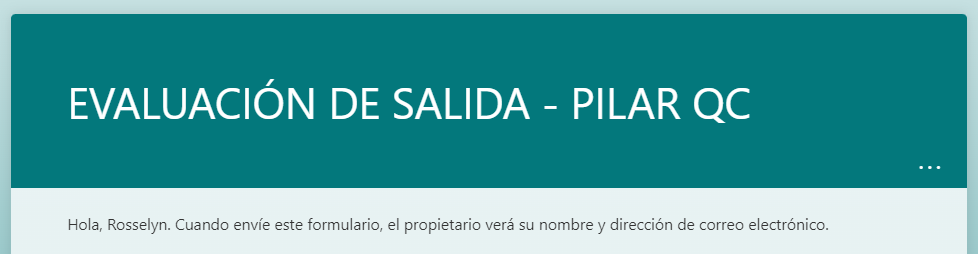 EVALUACIÓN DE SALIDA - PILAR QC
...
Hola, Rosselyn. Cuando envíe este formulario, el propietario verá su nombre y dirección de correo electrónico.